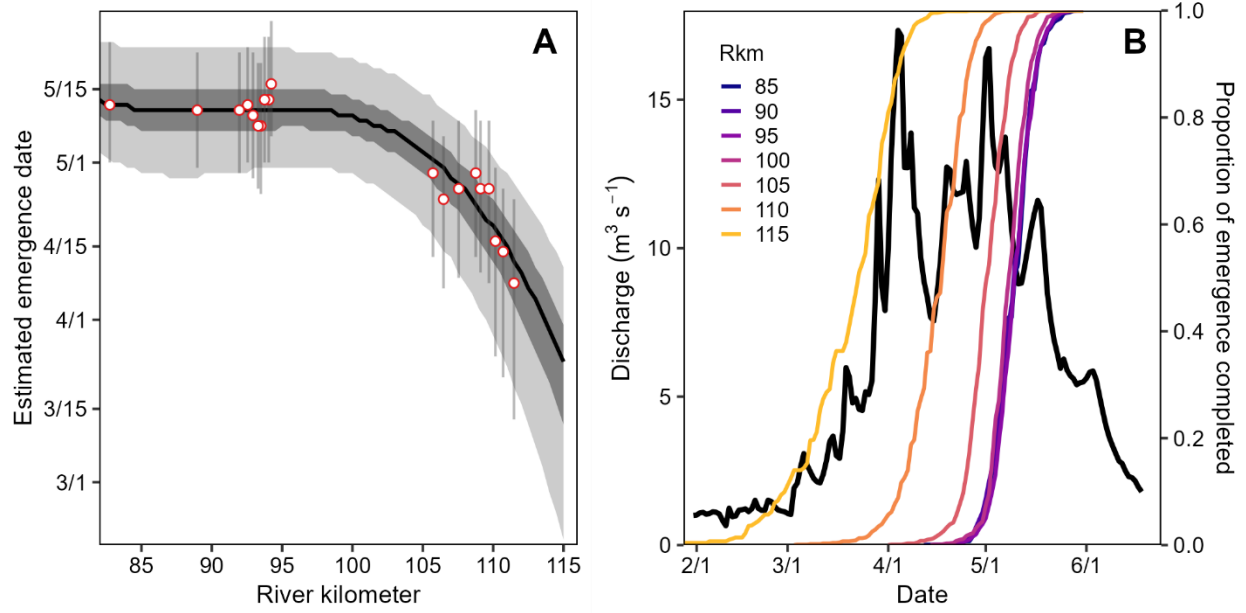 A
Estimated emergence date
5/15
5/1
4/15
4/1
3/15
3/1
85 90 95 100 105 110 115
River kilometer
B
Discharge (m³ s⁻¹)
15
10
5
0
Rkm
85
90
95
100
105
110
115
1.0
0.8
0.6
0.4
0.2
0.0
Proportion of emergence completed
2/1 3/1 4/1 5/1 6/1
Date